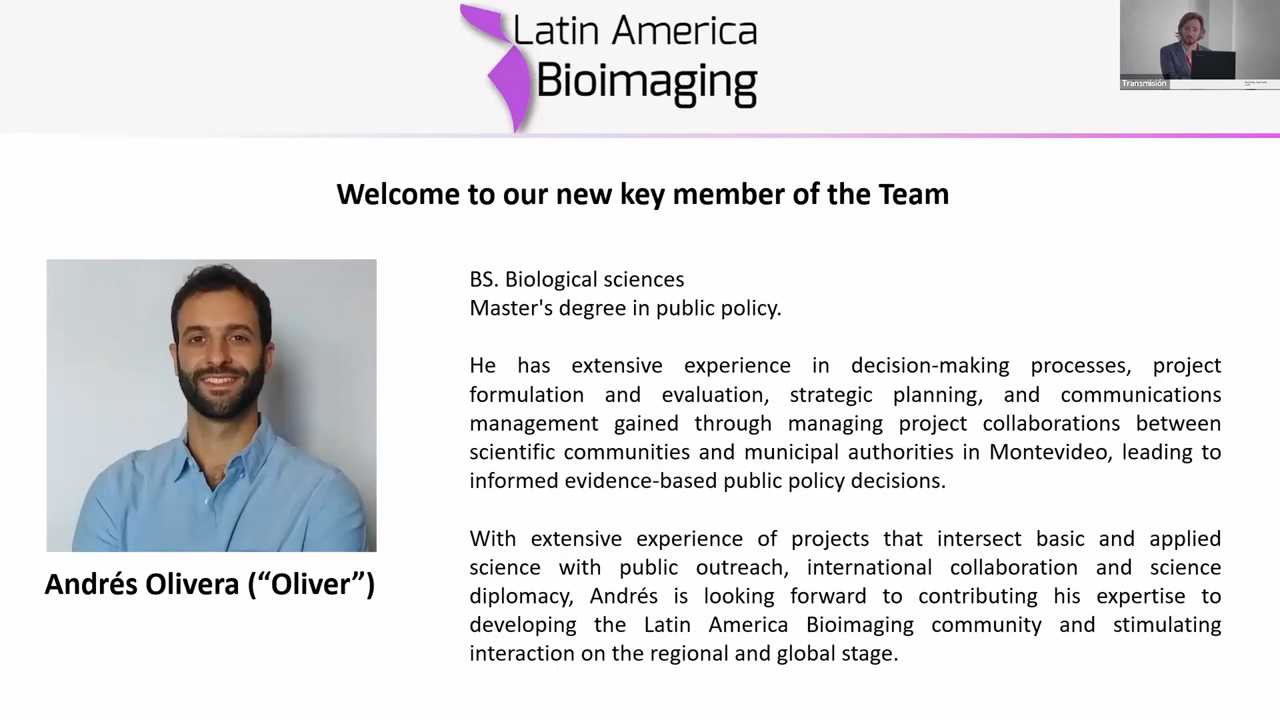 Latin America
Bioimaging
Transmisión
Welcome to our new key member of the Team
BS. Biological sciences
Master's degree in public policy.
He has extensive experience in decision-making processes, project
formulation and evaluation, strategic planning, and communications
management gained through managing project collaborations between
scientific communities and municipal authorities in Montevideo, leading to
informed evidence-based public policy decisions.
With extensive experience of projects that intersect basic and applied
science with public outreach, international collaboration and science
diplomacy, Andrés is looking forward to contributing his expertise to
developing the Latin America Bioimaging community and stimulating
interaction on the regional and global stage.
Andrés Olivera (“Oliver”)